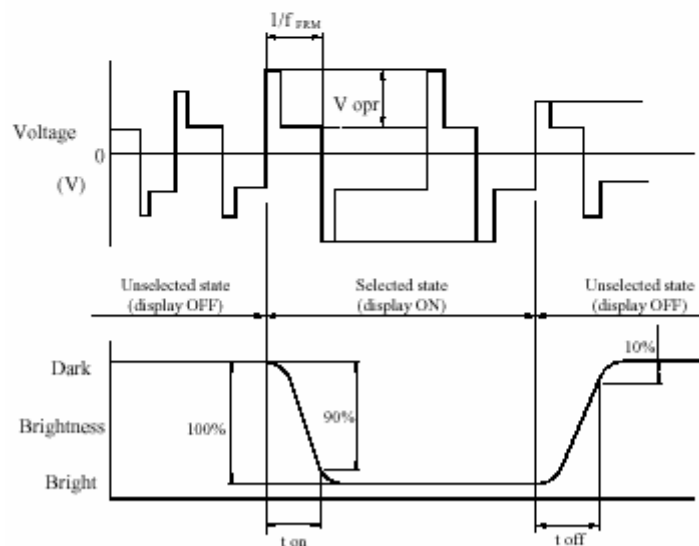 1/f FRM
V opr
Voltage
0
(V)
Unselected state
(display OFF)
Selected state
(display ON)
Unselected state
(display OFF)
Dark
10%
Brightness
100%
90%
Bright
t on
t off